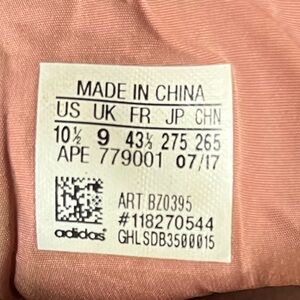 MADE IN CHINA
US UK FR JP CHN
10½ 9 43⅓ 275 265
APE 779001 07/17
ART BZ0395
#118270544
adidas GHLSDB3500015